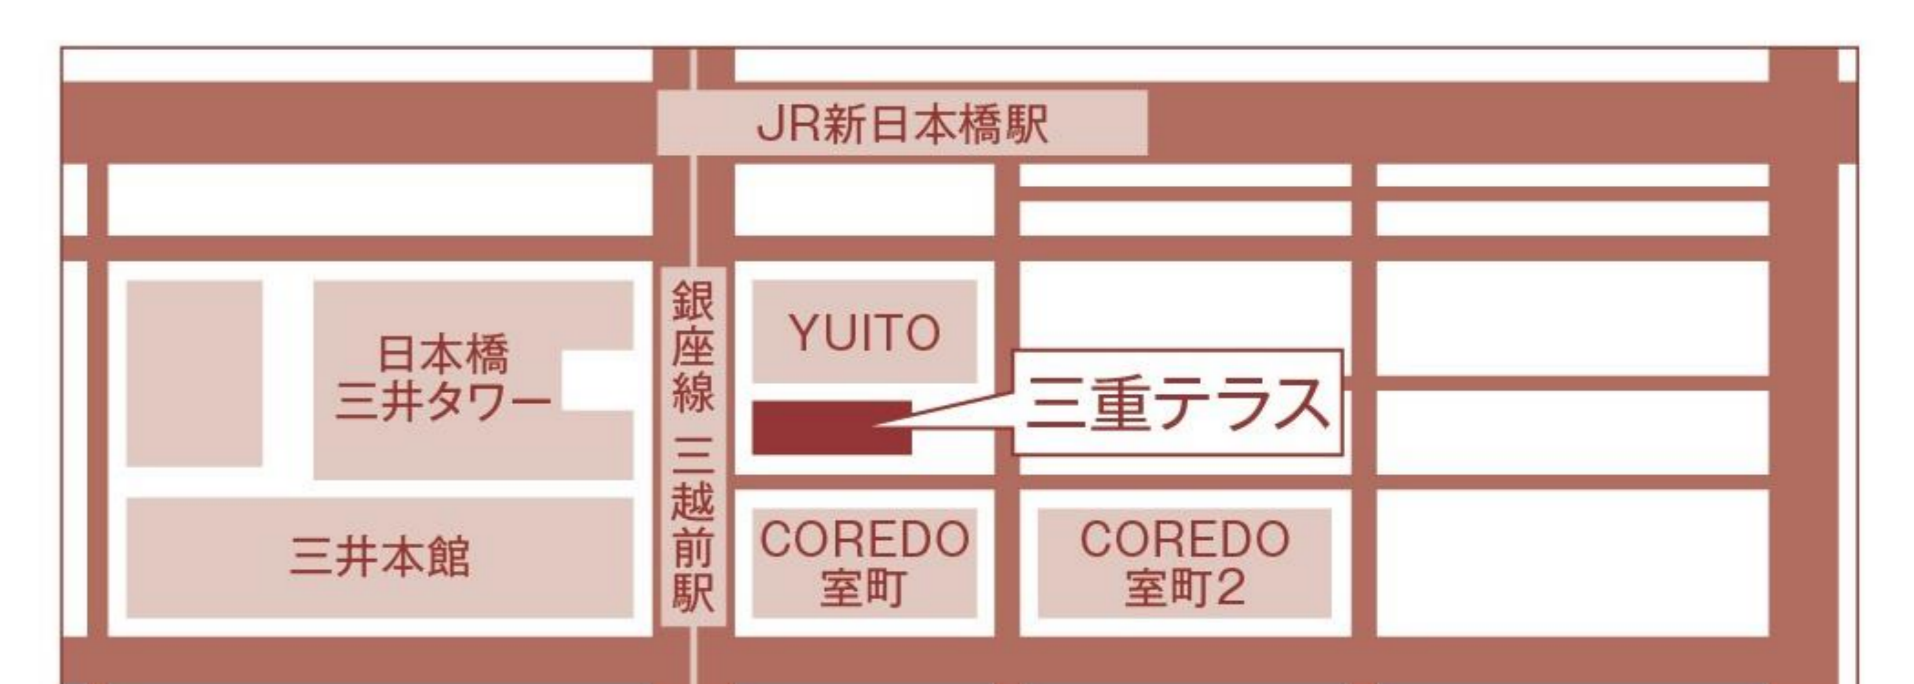 JR新日本橋駅
日本橋
三井タワー
三井本館
銀座線 三越前駅
YUITO
三重テラス
COREDO
室町
COREDO
室町2